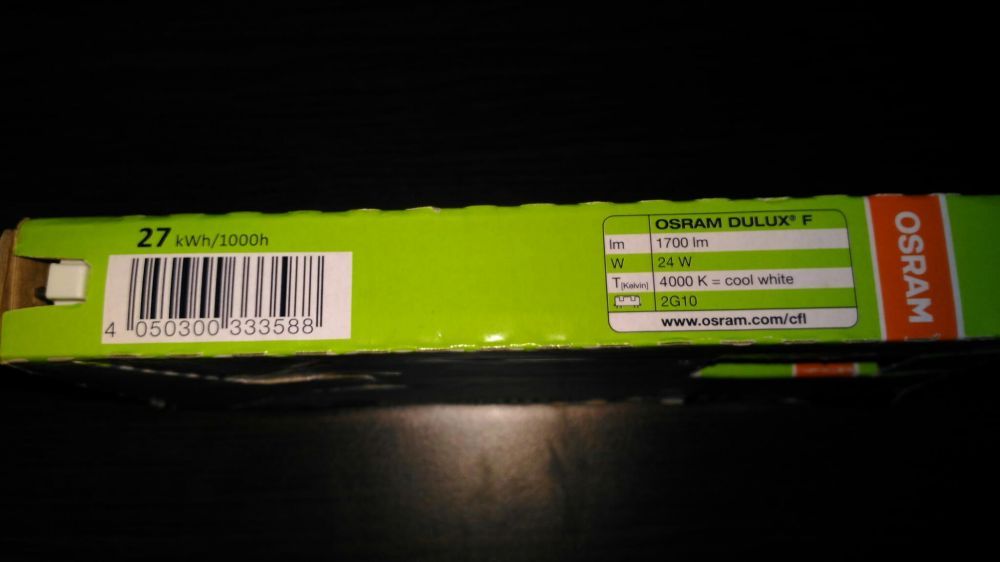 27 kWh/1000h
4 050300 333588
OSRAM DULUX® F
lm 1700 lm
W 24 W
T[Kelvin] 4000 K = cool white
2G10
www.osram.com/cfl
OSRAM